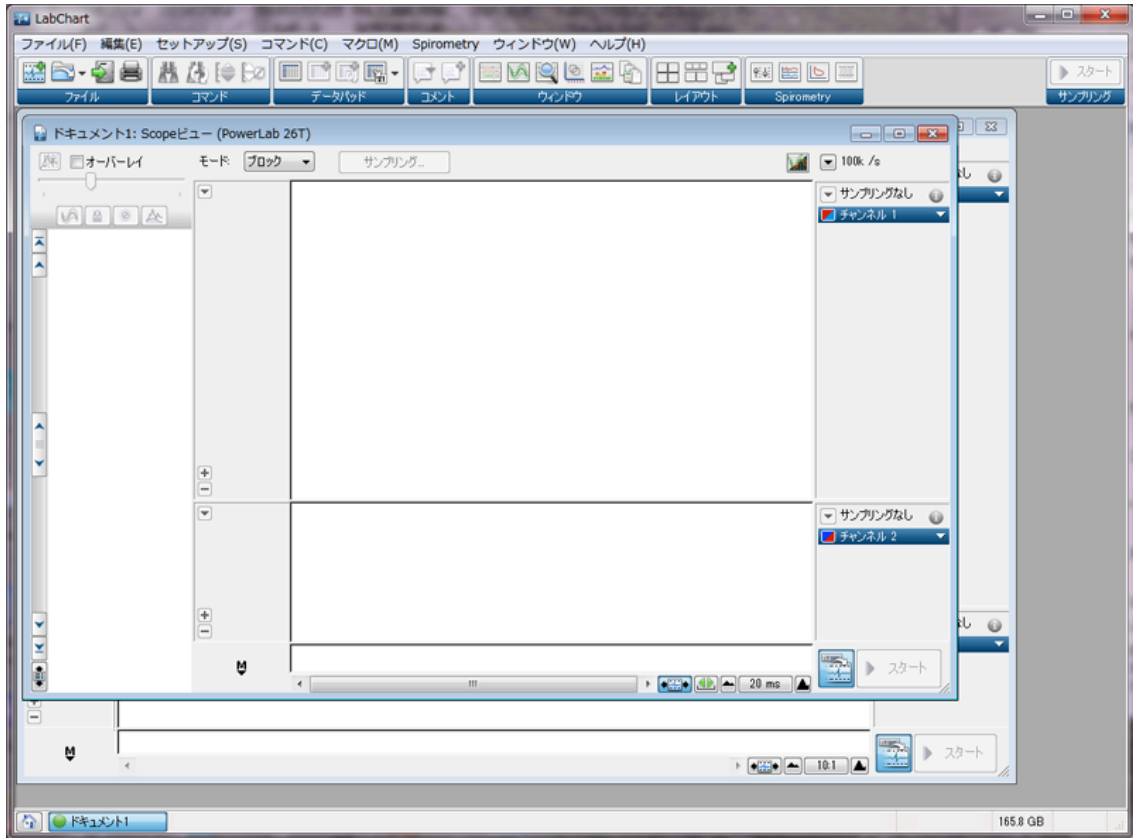 LabChart
ファイル(F) 編集(E) セットアップ(S) コマンド(C) マクロ(M) Spirometry ウィンドウ(W) ヘルプ(H)
スタート
ファイル コマンド データパッド コメント ウィンドウ レイアウト Spirometry サンプリング
ドキュメント1: Scopeビュー (PowerLab 26T)
オーバーレイ モード: ブロック サンプリング... 100k /s
サンプリングなし
チャンネル 1
サンプリングなし
チャンネル 2
M 20 ms スタート
M 10:1 スタート
ドキュメント1 165.8 GB